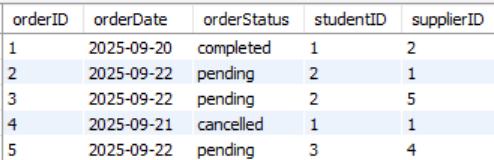 orderID orderDate orderStatus studentID supplierID
1 2025-09-20 completed 1 2
2 2025-09-22 pending 2 1
3 2025-09-22 pending 2 5
4 2025-09-21 cancelled 1 1
5 2025-09-22 pending 3 4